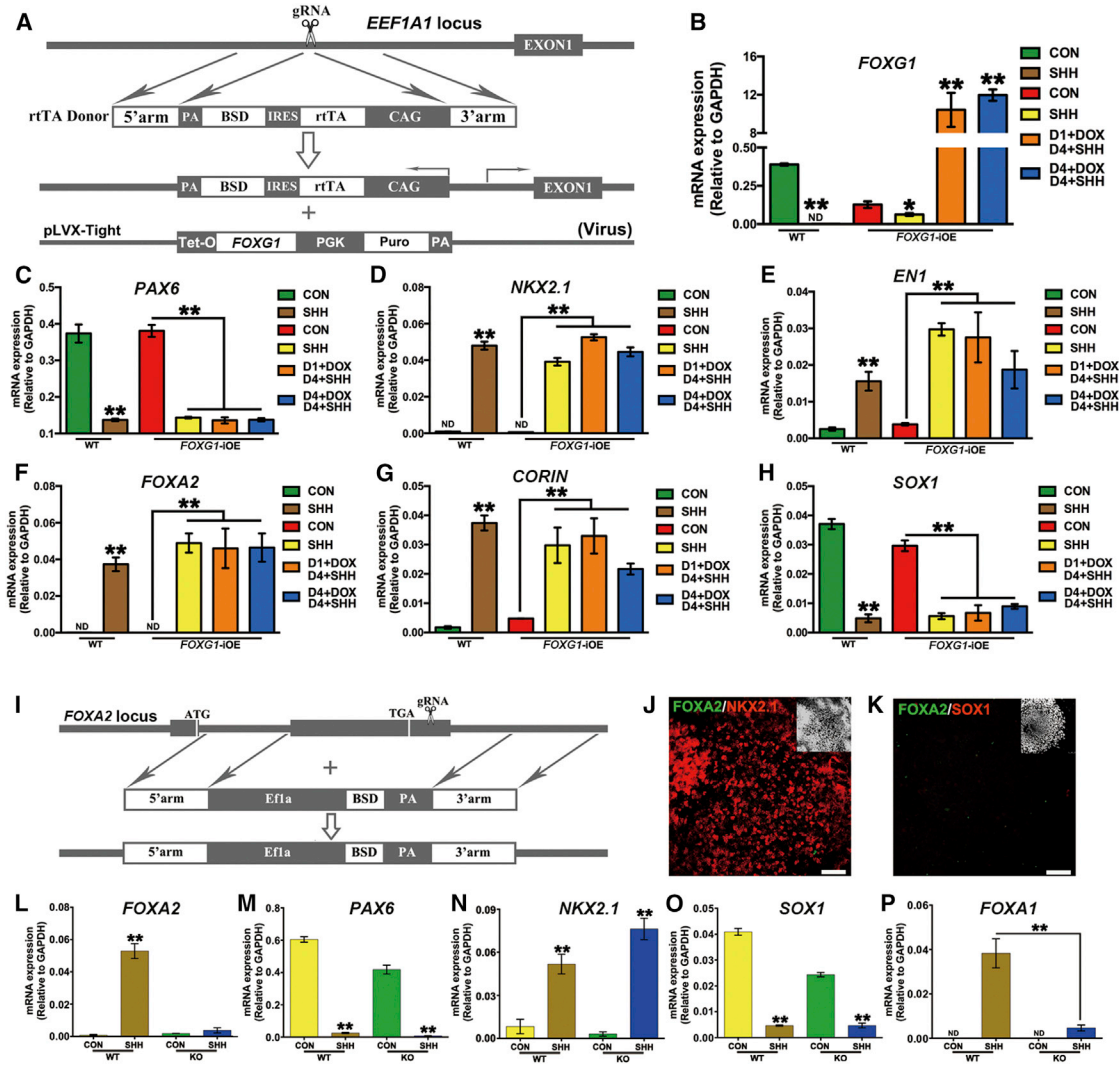 A
gRNA
EEF1A1 locus
EXON1
rtTA Donor
5'arm
PA
BSD
IRES
rtTA
CAG
3'arm
PA
BSD
IRES
rtTA
CAG
EXON1
+
pLVX-Tight
(Virus)
Tet-O
FOXG1
PGK
Puro
PA
B
FOXG1
mRNA expression
(Relative to GAPDH)
16
12
8
4
0.50
0.25
0.00
**
ND
*
**
**
WT
FOXG1-iOE
CON
SHH
CON
SHH
D1+DOX
D4+SHH
D4+DOX
D4+SHH
C
PAX6
mRNA expression
(Relative to GAPDH)
0.5
0.4
0.3
0.2
0.1
**
**
WT
FOXG1-iOE
CON
SHH
CON
SHH
D1+DOX
D4+SHH
D4+DOX
D4+SHH
D
NKX2.1
mRNA expression
(Relative to GAPDH)
0.06
0.04
0.02
0.00
ND
**
ND
**
WT
FOXG1-iOE
CON
SHH
CON
SHH
D1+DOX
D4+SHH
D4+DOX
D4+SHH
E
EN1
mRNA expression
(Relative to GAPDH)
0.04
0.03
0.02
0.01
0.00
**
**
WT
FOXG1-iOE
CON
SHH
CON
SHH
D1+DOX
D4+SHH
D4+DOX
D4+SHH
F
FOXA2
mRNA expression
(Relative to GAPDH)
0.08
0.06
0.04
0.02
0.00
ND
**
ND
**
WT
FOXG1-iOE
CON
SHH
CON
SHH
D1+DOX
D4+SHH
D4+DOX
D4+SHH
G
CORIN
mRNA expression
(Relative to GAPDH)
0.05
0.04
0.03
0.02
0.01
0.00
**
**
WT
FOXG1-iOE
CON
SHH
CON
SHH
D1+DOX
D4+SHH
D4+DOX
D4+SHH
H
SOX1
mRNA expression
(Relative to GAPDH)
0.05
0.04
0.03
0.02
0.01
0.00
**
**
WT
FOXG1-iOE
CON
SHH
CON
SHH
D1+DOX
D4+SHH
D4+DOX
D4+SHH
I
FOXA2 locus
ATG
TGA
gRNA
+
5'arm
Ef1a
BSD
PA
3'arm
5'arm
Ef1a
BSD
PA
3'arm
J
FOXA2/NKX2.1
K
FOXA2/SOX1
L
FOXA2
mRNA expression
(Relative to GAPDH)
0.08
0.06
0.04
0.02
0.00
**
CON SHH CON SHH
WT KO
M
PAX6
mRNA expression
(Relative to GAPDH)
0.8
0.6
0.4
0.2
0.0
**
**
CON SHH CON SHH
WT KO
N
NKX2.1
mRNA expression
(Relative to GAPDH)
0.09
0.06
0.03
0.00
**
**
CON SHH CON SHH
WT KO
O
SOX1
mRNA expression
(Relative to GAPDH)
0.05
0.04
0.03
0.02
0.01
0.00
**
**
CON SHH CON SHH
WT KO
P
FOXA1
mRNA expression
(Relative to GAPDH)
0.06
0.04
0.02
0.00
ND
ND
**
CON SHH CON SHH
WT KO